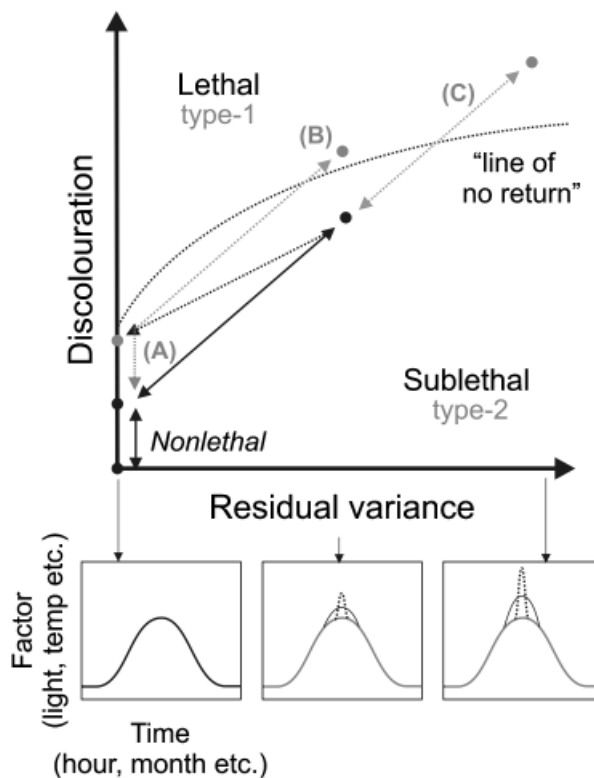 Lethal
type-1
(B)
(C)
"line of
no return"
Discolouration
(A)
Sublethal
type-2
Nonlethal
Residual variance
Factor
(light, temp etc.)
Time
(hour, month etc.)